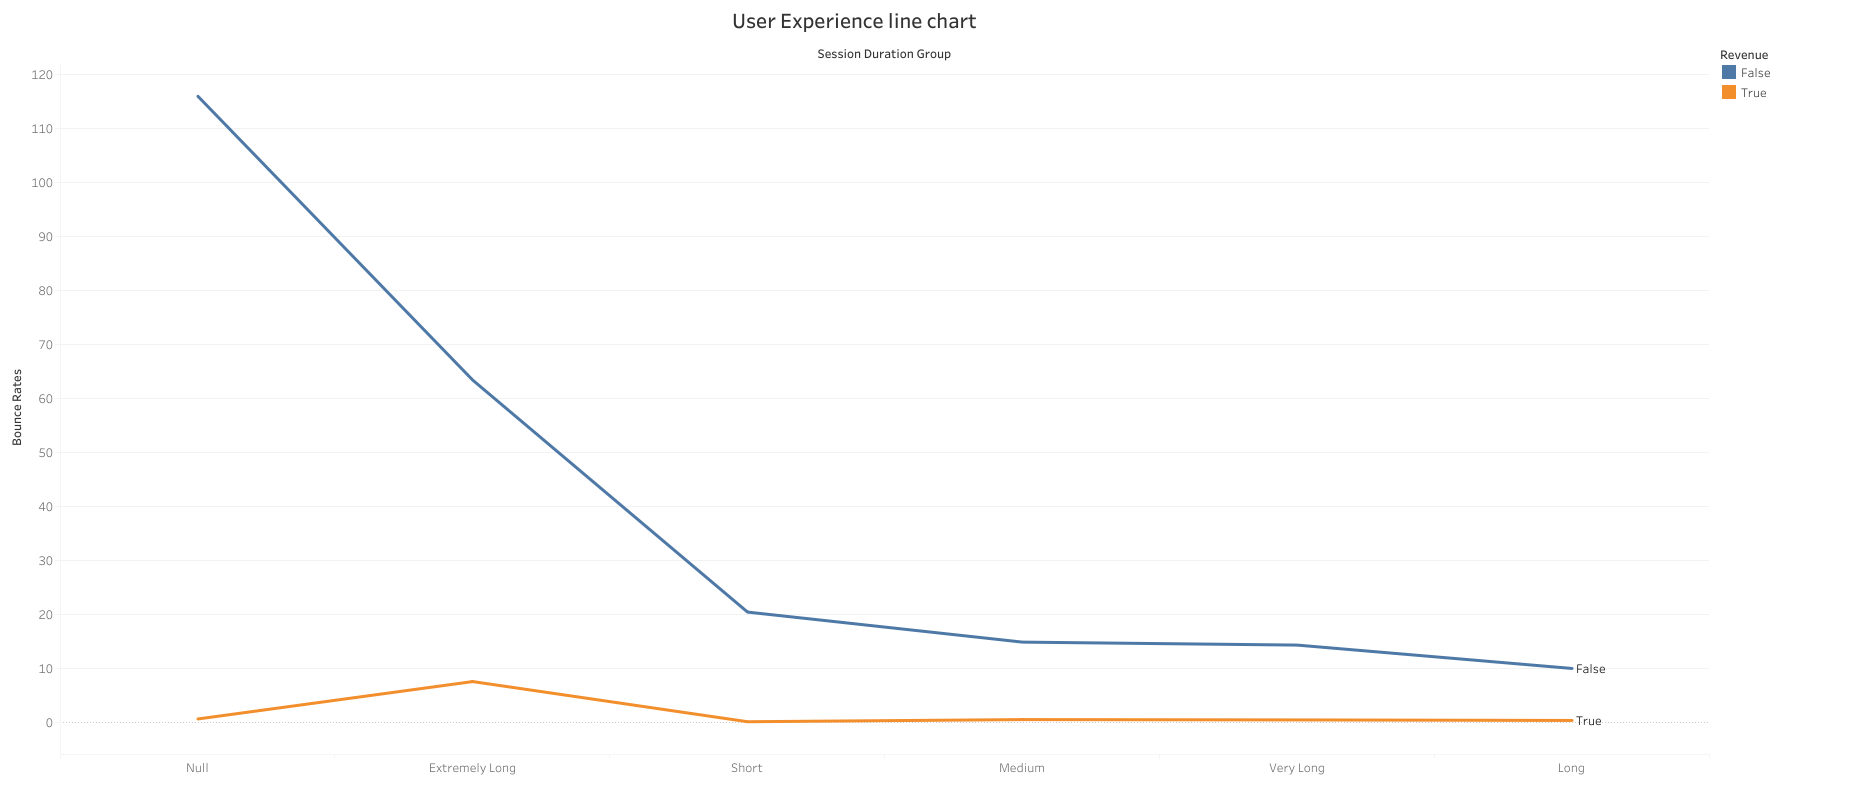 User Experience line chart
Session Duration Group
Revenue
False
True
120
110
100
90
80
70
60
50
40
30
20
10
0
Bounce Rates
False
True
Null
Extremely Long
Short
Medium
Very Long
Long